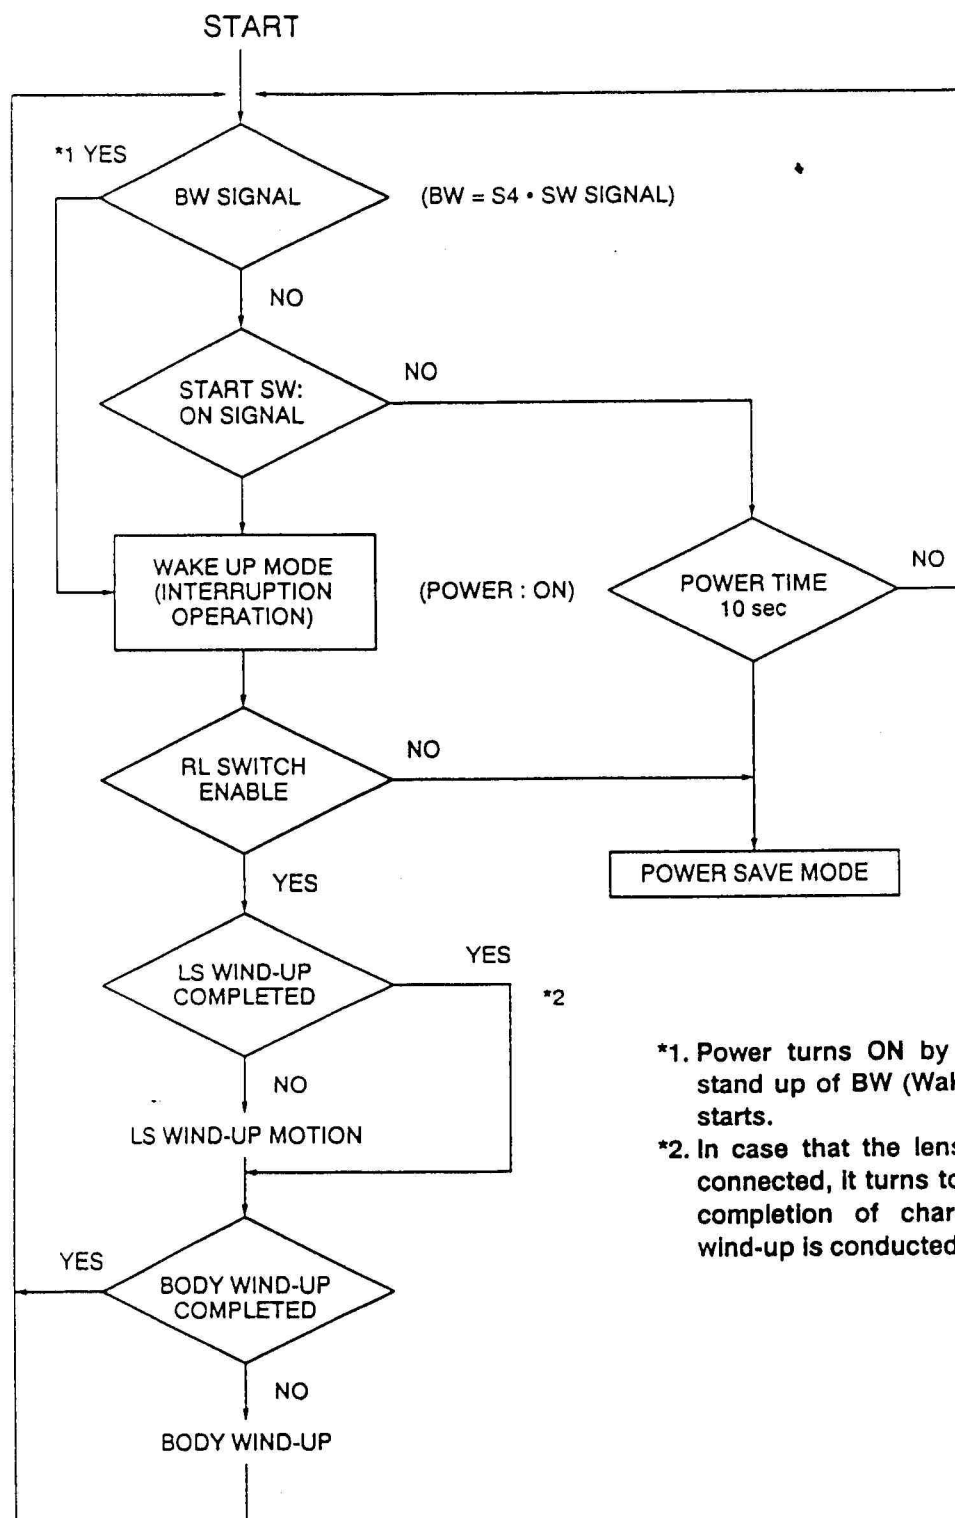 START
*1 YES
BW SIGNAL
(BW = S4 • SW SIGNAL)
NO
START SW:
ON SIGNAL
NO
WAKE UP MODE
(INTERRUPTION
OPERATION)
(POWER : ON)
POWER TIME
10 sec
NO
RL SWITCH
ENABLE
NO
YES
POWER SAVE MODE
LS WIND-UP
COMPLETED
YES
*2
NO
LS WIND-UP MOTION
*1. Power turns ON by
stand up of BW (Wak
starts.
*2. In case that the lens
connected, it turns to
completion of char
wind-up is conducted
YES
BODY WIND-UP
COMPLETED
NO
BODY WIND-UP